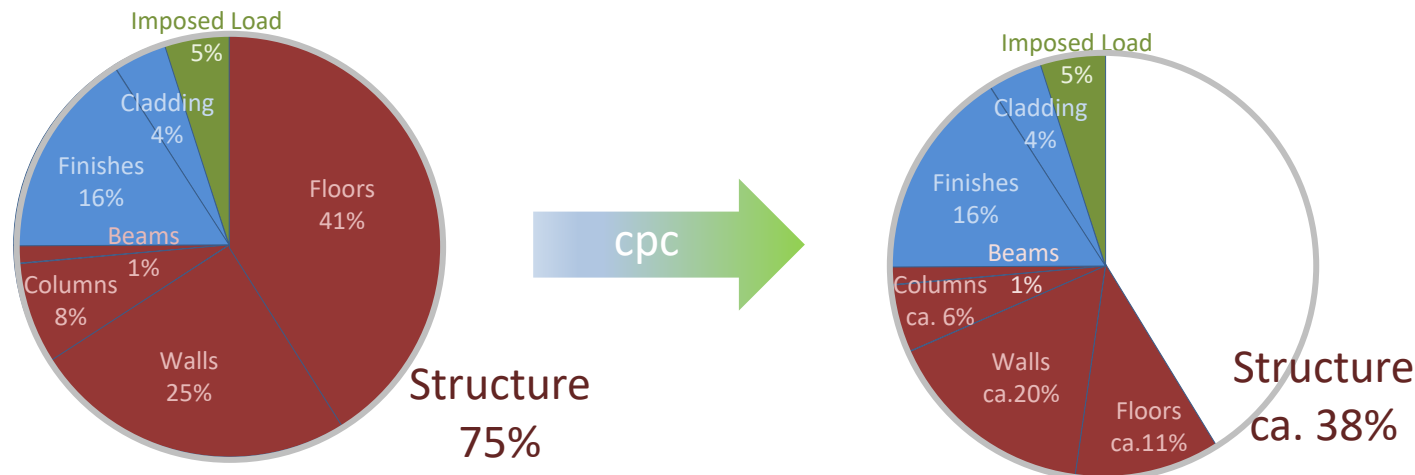 Imposed Load
5%
Cladding
4%
Finishes
16%
Beams
1%
Columns
8%
Walls
25%
Floors
41%
Structure
75%
cpc
Imposed Load
5%
Cladding
4%
Finishes
16%
Beams
1%
Columns
ca. 6%
Walls
ca.20%
Floors
ca.11%
Structure
ca. 38%